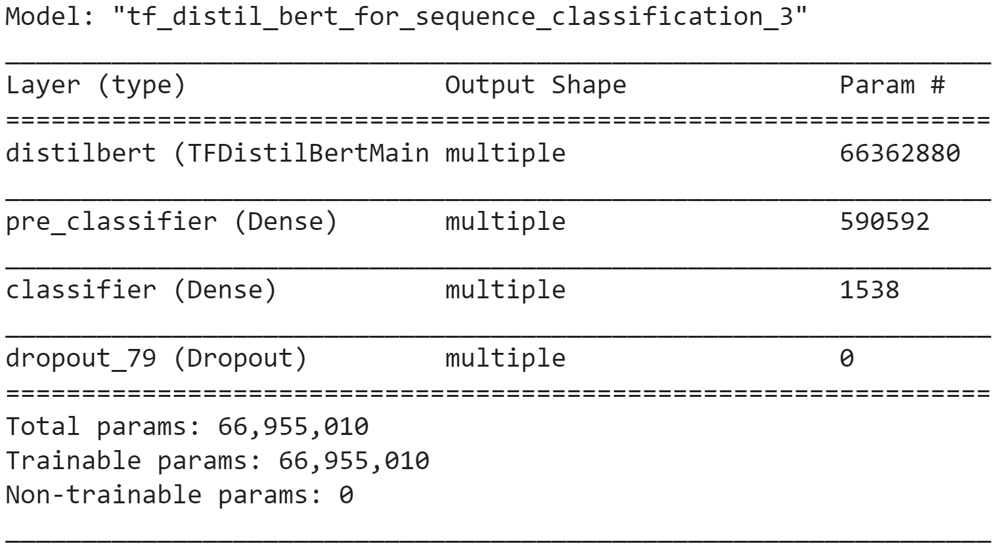 Model: "tf_distil_bert_for_sequence_classification_3"
_________________________________________________________________
Layer (type)                 Output Shape              Param #
=================================================================
distilbert (TFDistilBertMain multiple                  66362880
_________________________________________________________________
pre_classifier (Dense)       multiple                  590592
_________________________________________________________________
classifier (Dense)           multiple                  1538
_________________________________________________________________
dropout_79 (Dropout)         multiple                  0
=================================================================
Total params: 66,955,010
Trainable params: 66,955,010
Non-trainable params: 0
_________________________________________________________________